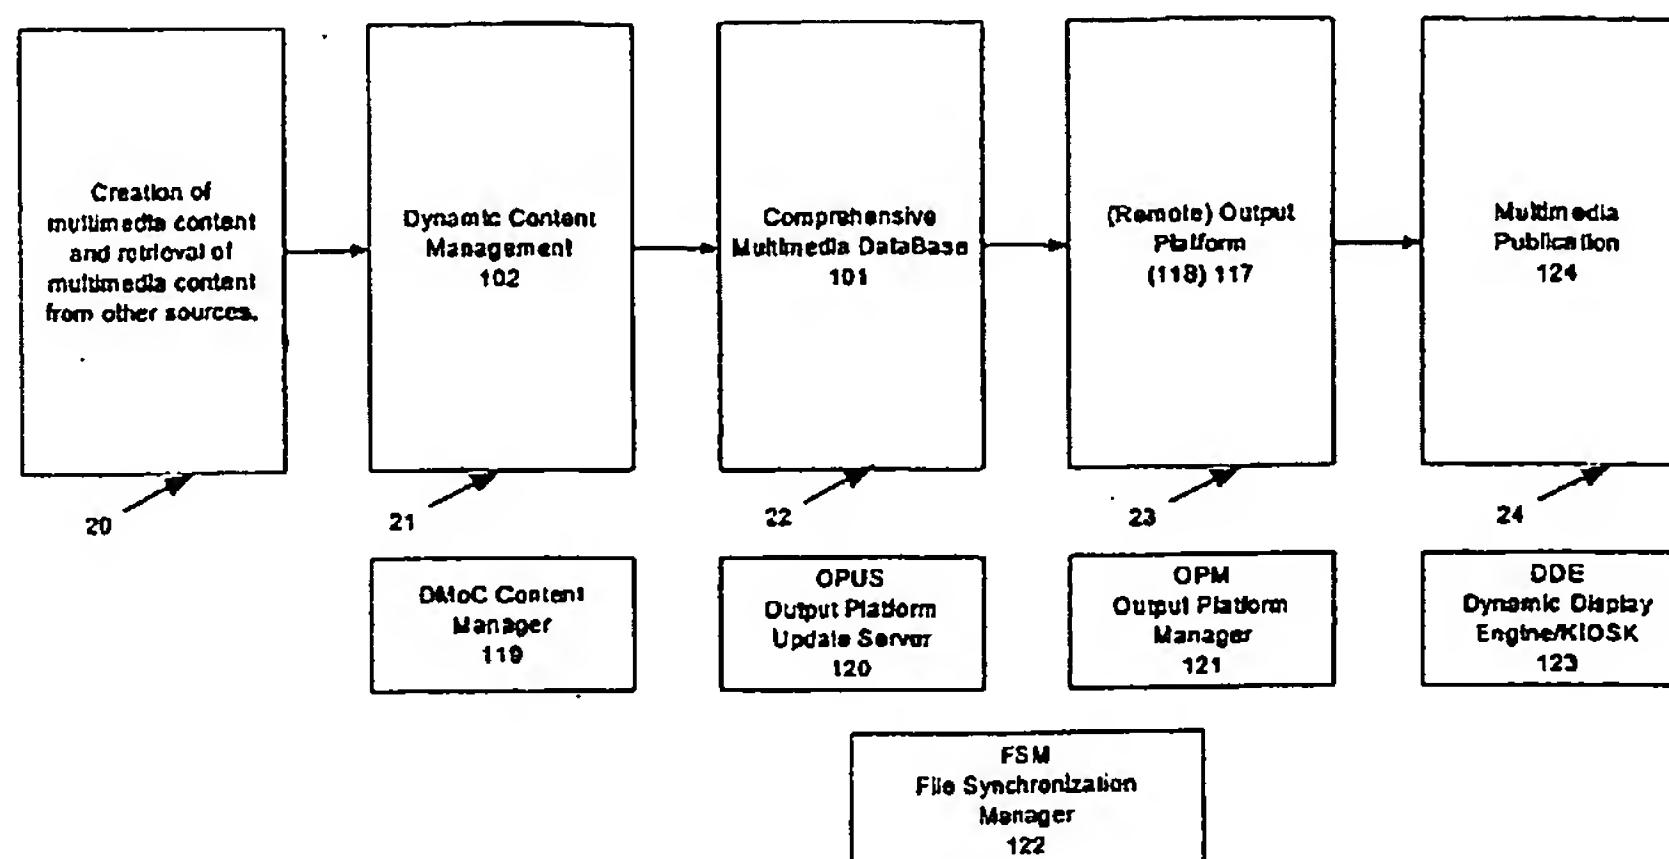 Creation of
multimedia content
and retrieval of
multimedia content
from other sources.
Dynamic Content
Management
102
Comprehensive
Multimedia DataBase
101
(Remote) Output
Platform
(118) 117
Multimedia
Publication
124
20
21
22
23
24
DMoC Content
Manager
119
OPUS
Output Platform
Update Server
120
OPM
Output Platform
Manager
121
DDE
Dynamic Display
Engine/KIOSK
123
FSM
File Synchronization
Manager
122